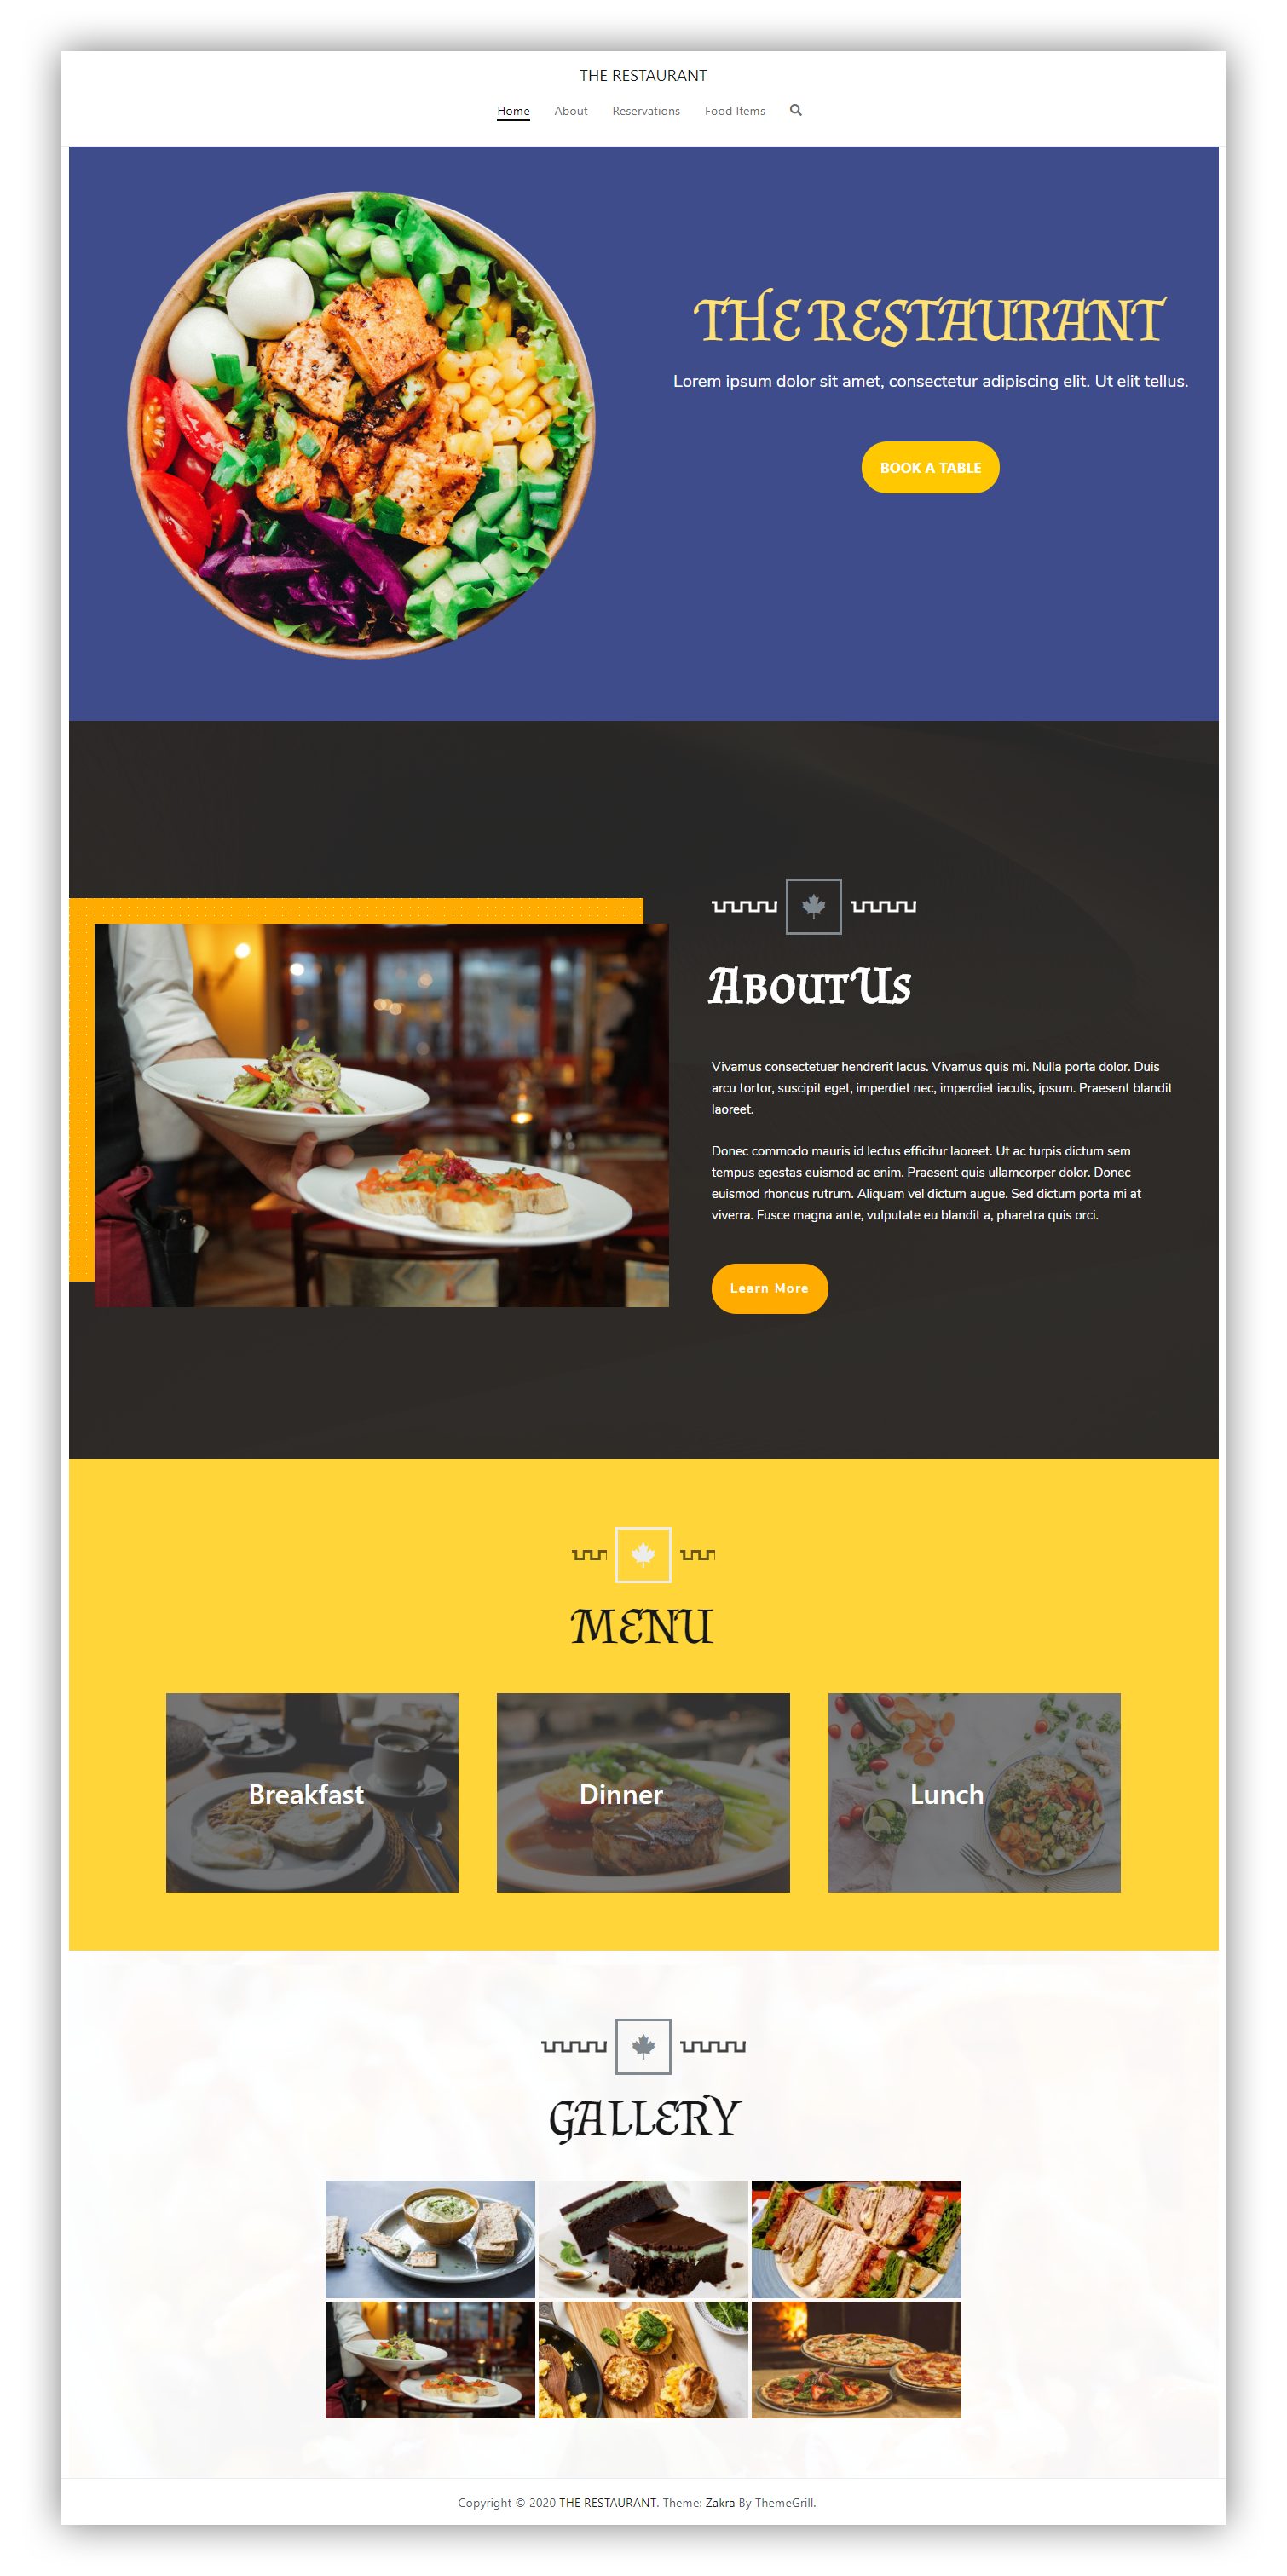 THE RESTAURANT
Home About Reservations Food Items
THE RESTAURANT
Lorem ipsum dolor sit amet, consectetur adipiscing elit. Ut elit tellus.
BOOK A TABLE
About Us
Vivamus consectetuer hendrerit lacus. Vivamus quis mi. Nulla porta dolor. Duis
arcu tortor, suscipit eget, imperdiet nec, imperdiet iaculis, ipsum. Praesent blandit
laoreet.
Donec commodo mauris id lectus efficitur laoreet. Ut ac turpis dictum sem
tempus egestas euismod ac enim. Praesent quis ullamcorper dolor. Donec
euismod rhoncus rutrum. Aliquam vel dictum augue. Sed dictum porta mi at
viverra. Fusce magna ante, vulputate eu blandit a, pharetra quis orci.
Learn More
MENU
Breakfast
Dinner
Lunch
GALLERY
Copyright © 2020 THE RESTAURANT. Theme: Zakra By ThemeGrill.